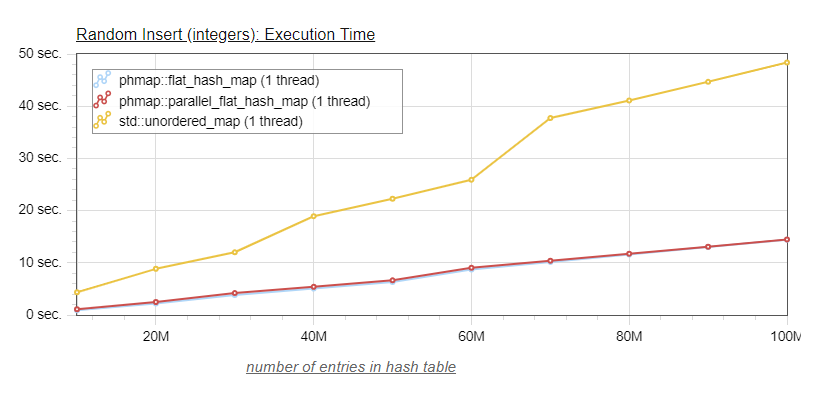 Random Insert (integers): Execution Time
50 sec.
phmap::flat_hash_map (1 thread)
phmap::parallel_flat_hash_map (1 thread)
std::unordered_map (1 thread)
40 sec.
30 sec.
20 sec.
10 sec.
0 sec.
20M 40M 60M 80M 100M
number of entries in hash table